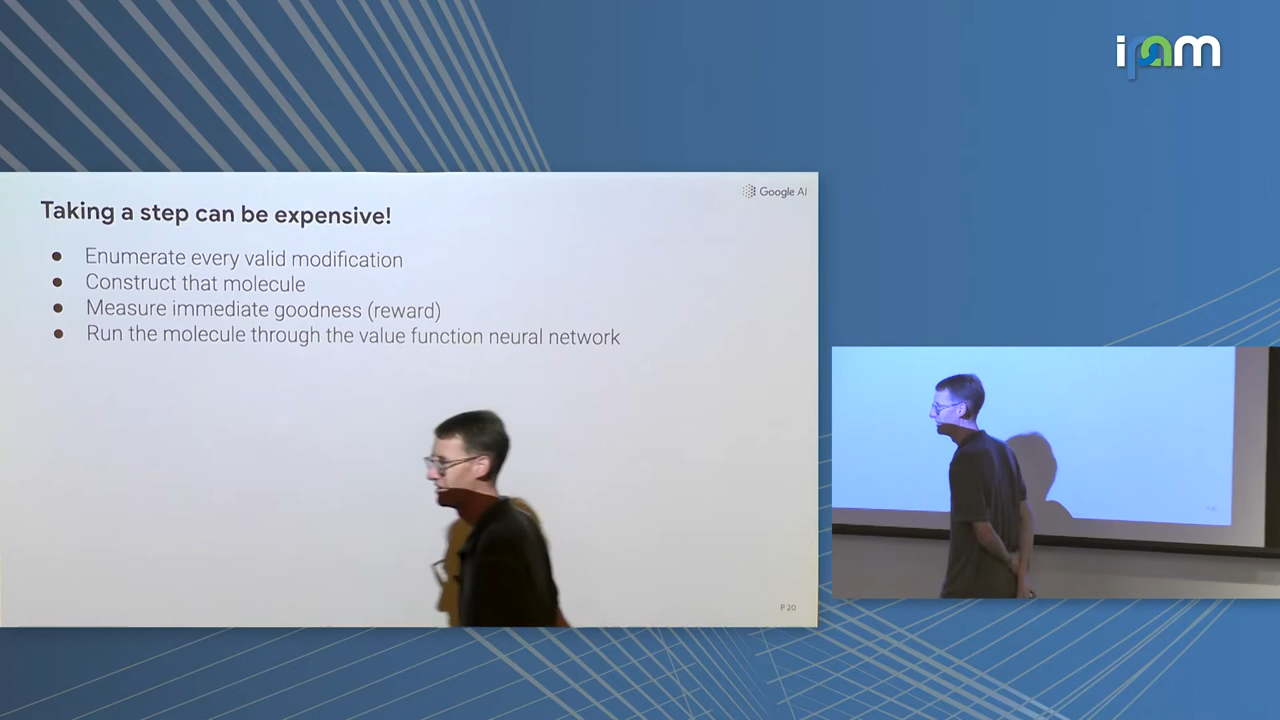 ipam
Google AI
Taking a step can be expensive!
● Enumerate every valid modification
● Construct that molecule
● Measure immediate goodness (reward)
● Run the molecule through the value function neural network
P 20